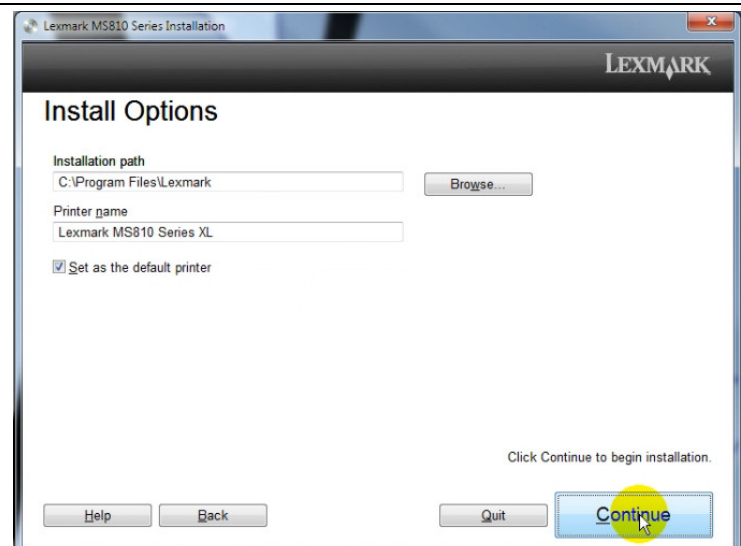 Lexmark MS810 Series Installation
LEXMARK
Install Options
Installation path
C:\Program Files\Lexmark
Browse...
Printer name
Lexmark MS810 Series XL
Set as the default printer
Click Continue to begin installation.
Help Back Quit Continue